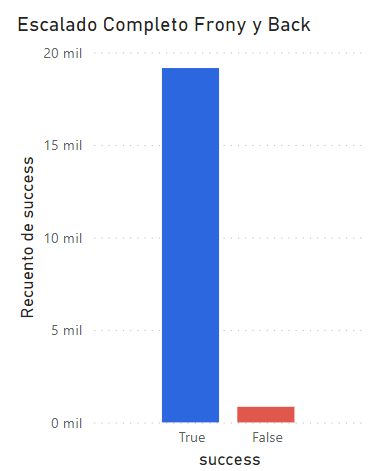 Escalado Completo Frony y Back
20 mil
15 mil
10 mil
5 mil
0 mil
Recuento de success
True
False
success